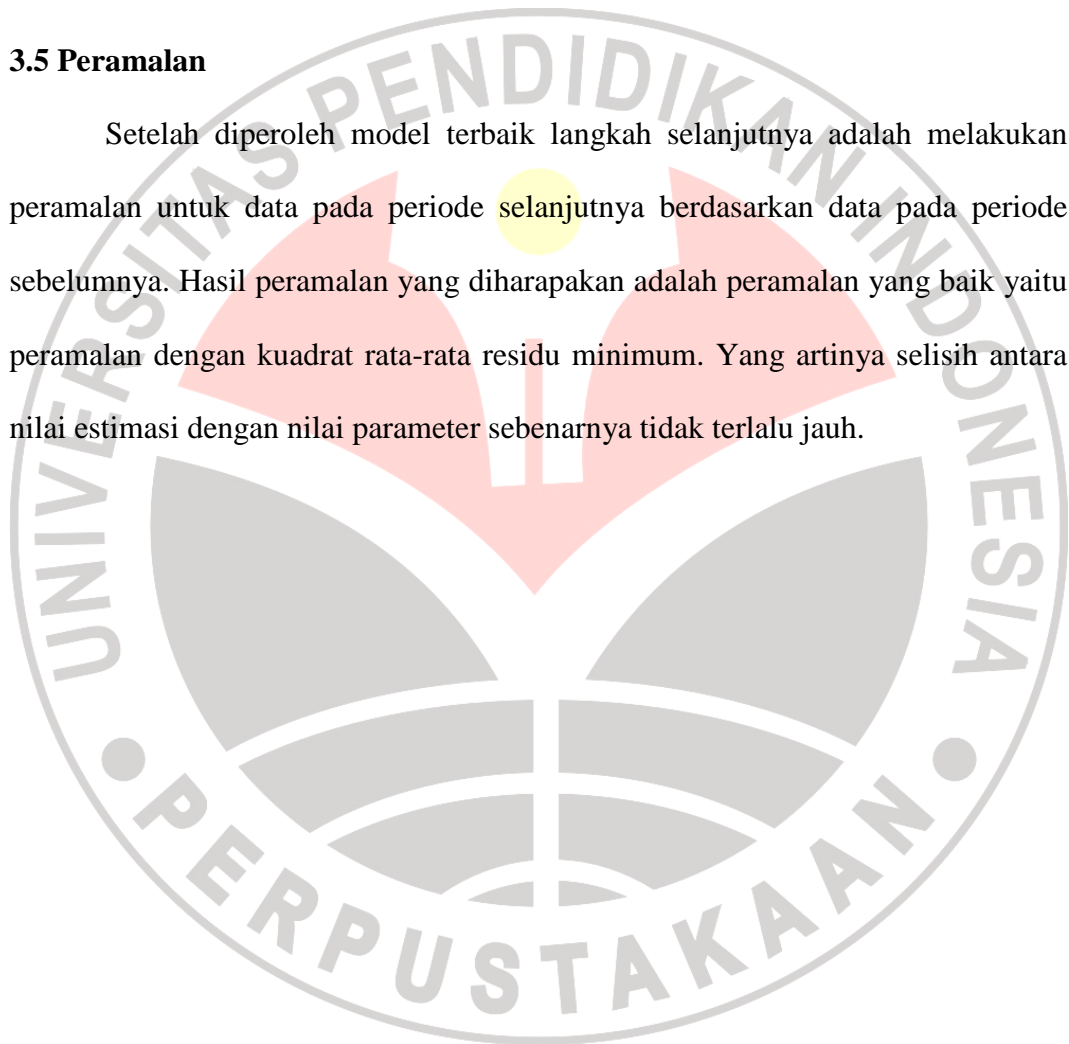 3.5 Peramalan
Setelah diperoleh model terbaik langkah selanjutnya adalah melakukan
peramalan untuk data pada periode selanjutnya berdasarkan data pada periode
sebelumnya. Hasil peramalan yang diharapakan adalah peramalan yang baik yaitu
peramalan dengan kuadrat rata-rata residu minimum. Yang artinya selisih antara
nilai estimasi dengan nilai parameter sebenarnya tidak terlalu jauh.
UNIVERSITAS PENDIDIKAN INDONESIA
PERPUSTAKAAN